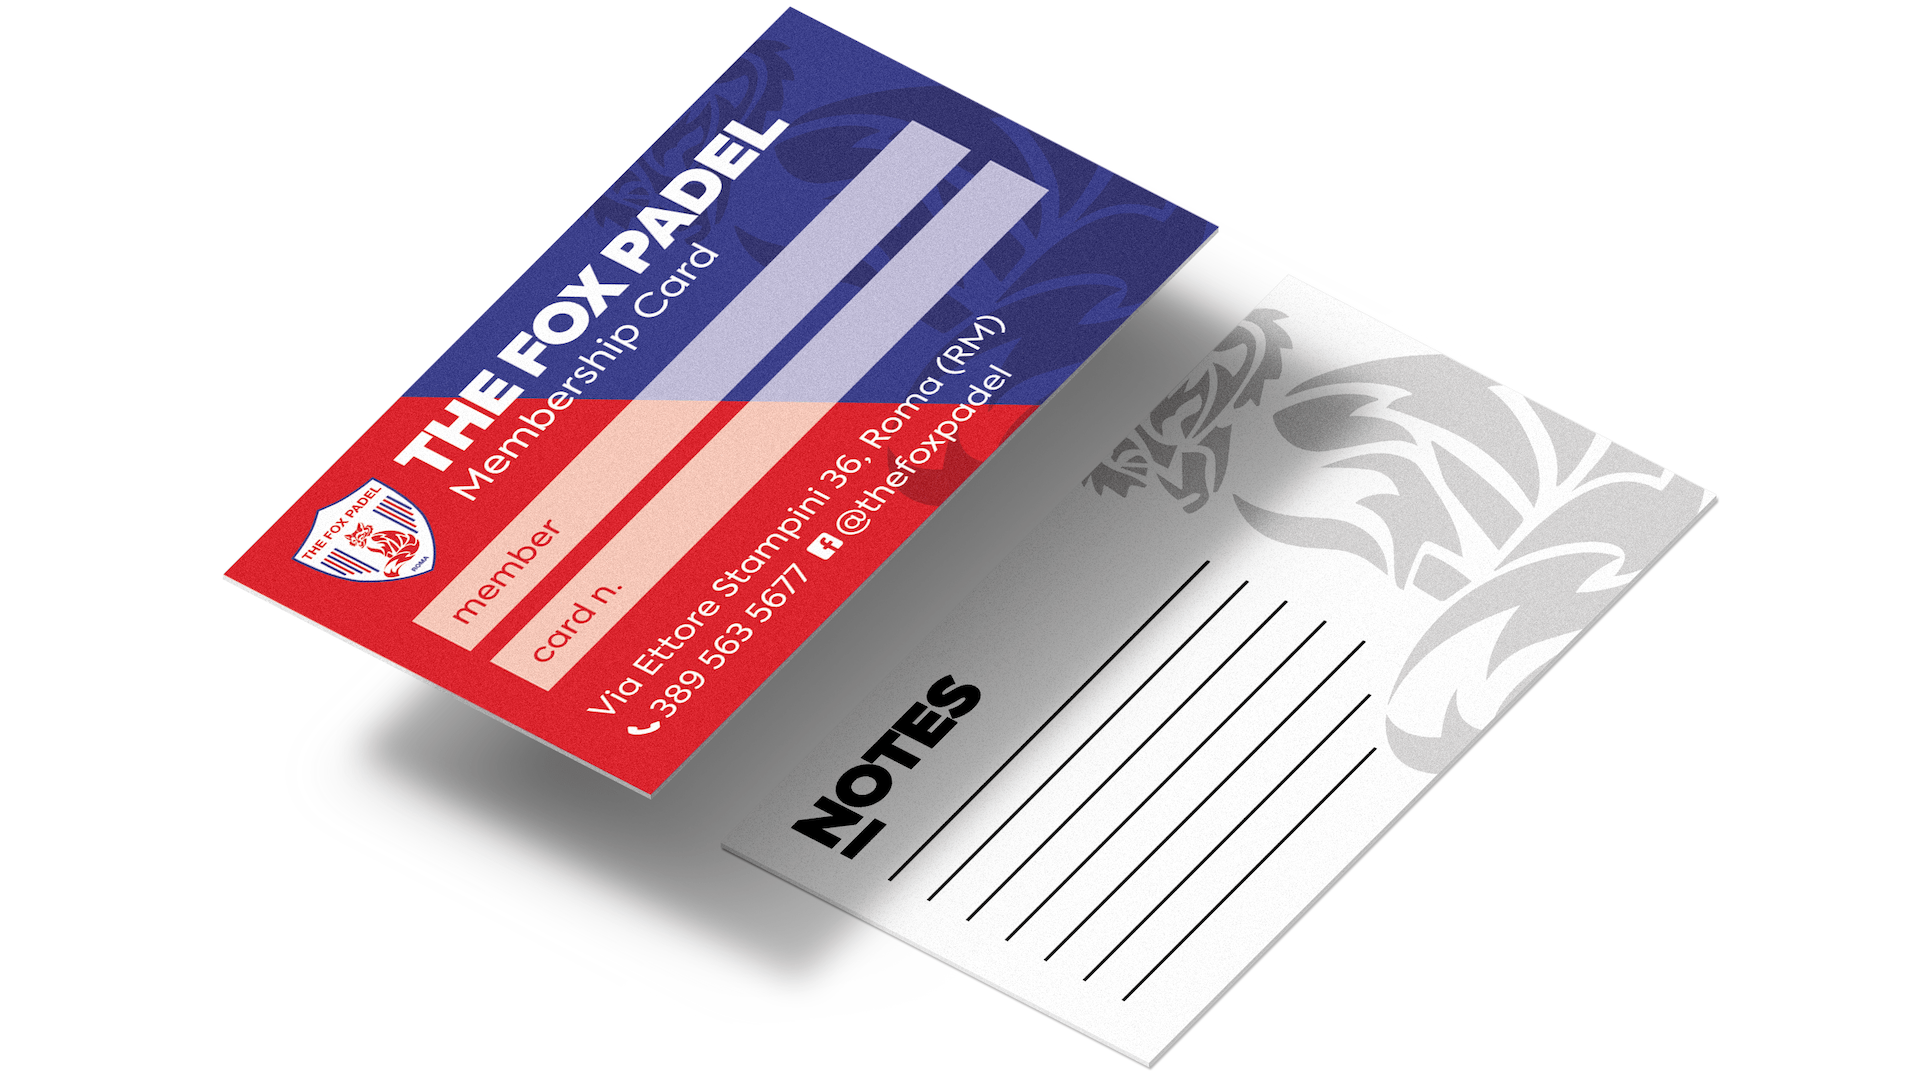 THE FOX PADEL
Membership Card
THE FOX PADEL
ROMA
member
card n.
Via Ettore Stampini 36, Roma (RM)
389 563 5677 @thefoxpadel
NOTES